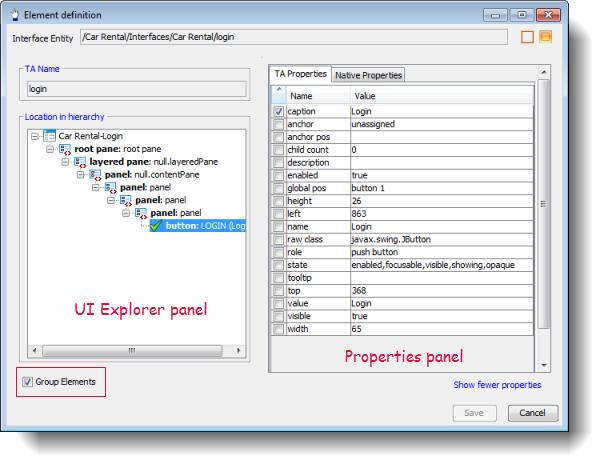 Element definition
Interface Entity /Car Rental/Interfaces/Car Rental/login
TA Name
login
Location in hierarchy
Car Rental-Login
root pane: root pane
layered pane: null.layeredPane
panel: null.contentPane
panel: panel
panel: panel
panel: panel
button: LOGIN (Log
UI Explorer panel
Group Elements
TA Properties Native Properties
Name Value
caption Login
anchor unassigned
anchor pos
child count 0
description
enabled true
global pos button 1
height 26
left 863
name Login
raw class javax.swing.JButton
role push button
state enabled,focusable,visible,showing,opaque
tooltip
top 368
value Login
visible true
width 65
Properties panel
Show fewer properties
Save Cancel